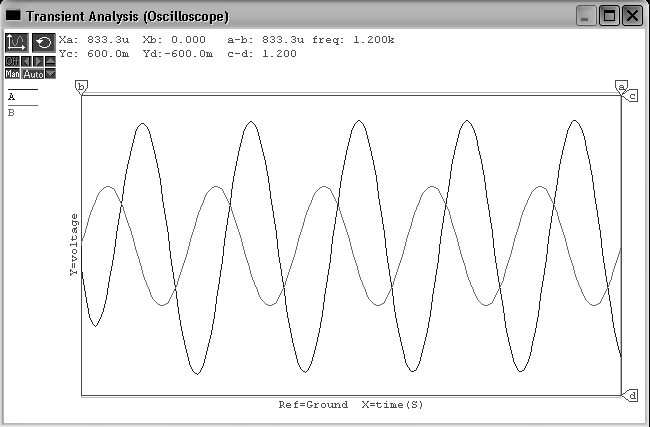 Transient Analysis (Oscilloscope)
Xa: 833.3u Xb: 0.000 a-b: 833.3u freq: 1.200k
Yc: 600.0m Yd:-600.0m c-d: 1.200
Off
Man Auto
A
B
b
a
c
Y=voltage
d
Ref=Ground X=time(S)